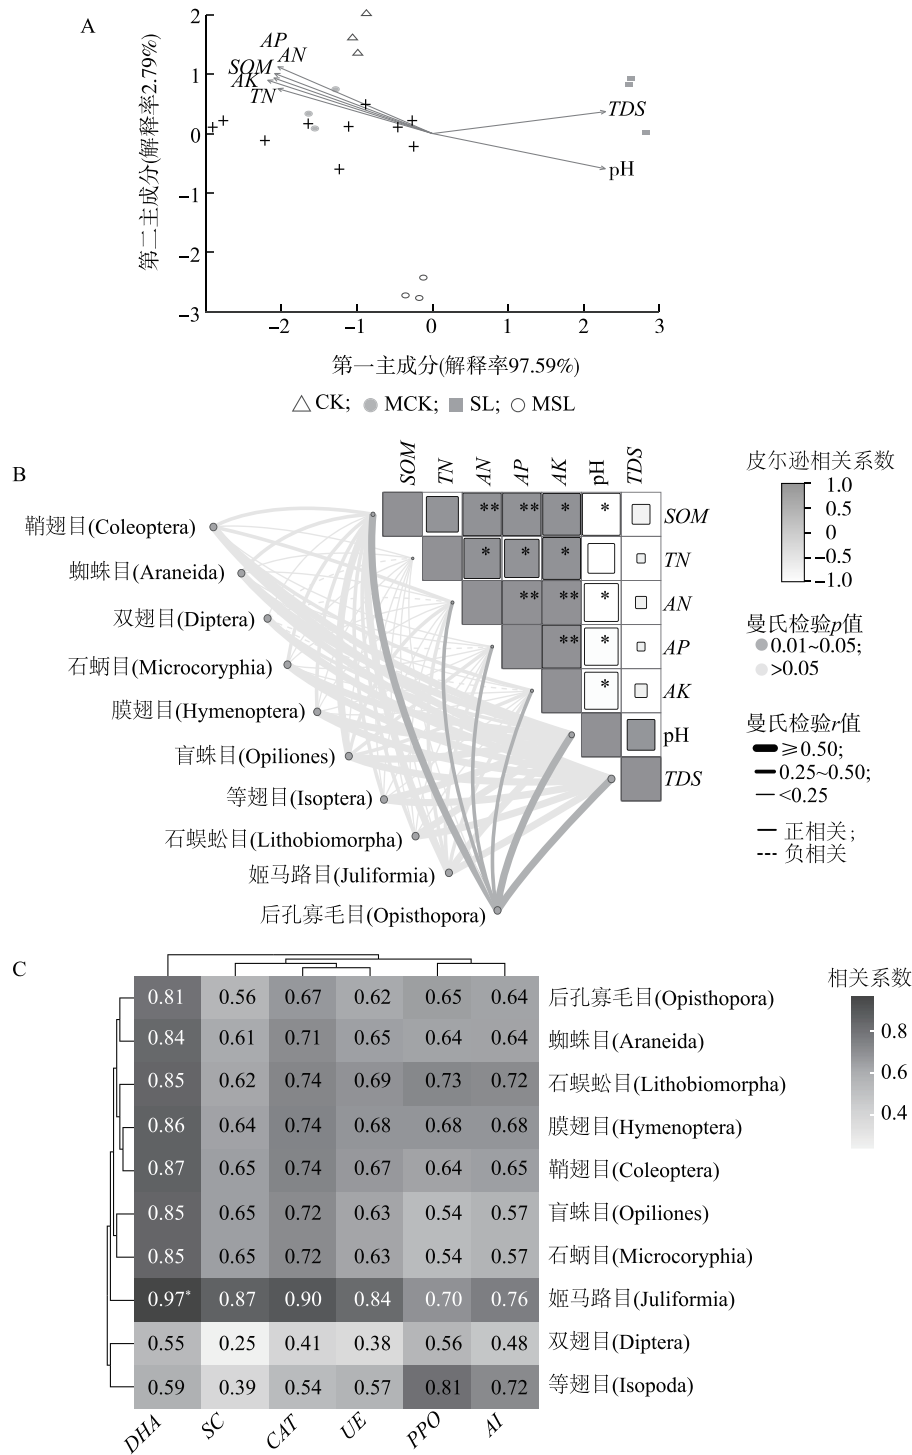 A
2
1
0
−1
−2
−3
第二主成分(解释率2.79%)
AP
AN
SOM
AK
TN
TDS
pH
−2 −1 0 1 2 3
第一主成分(解释率97.59%)
CK; MCK; SL; MSL
B
SOM TN AN AP AK pH TDS
** ** * * SOM
* * * TN
** ** * AN
** * AP
* AK
pH
TDS
鞘翅目(Coleoptera)
蜘蛛目(Araneida)
双翅目(Diptera)
石蛃目(Microcoryphia)
膜翅目(Hymenoptera)
盲蛛目(Opiliones)
等翅目(Isoptera)
石蜈蚣目(Lithobiomorpha)
姬马路目(Juliformia)
后孔寡毛目(Opisthopora)
皮尔逊相关系数
1.0
0.5
0
−0.5
−1.0
曼氏检验p值
0.01~0.05;
>0.05
曼氏检验r值
≥0.50;
0.25~0.50;
<0.25
正相关;
负相关
C
0.81 0.56 0.67 0.62 0.65 0.64 后孔寡毛目(Opisthopora)
0.84 0.61 0.71 0.65 0.64 0.64 蜘蛛目(Araneida)
0.85 0.62 0.74 0.69 0.73 0.72 石蜈蚣目(Lithobiomorpha)
0.86 0.64 0.74 0.68 0.68 0.68 膜翅目(Hymenoptera)
0.87 0.65 0.74 0.67 0.64 0.65 鞘翅目(Coleoptera)
0.85 0.65 0.72 0.63 0.54 0.57 盲蛛目(Opiliones)
0.85 0.65 0.72 0.63 0.54 0.57 石蛃目(Microcoryphia)
0.97* 0.87 0.90 0.84 0.70 0.76 姬马路目(Juliformia)
0.55 0.25 0.41 0.38 0.56 0.48 双翅目(Diptera)
0.59 0.39 0.54 0.57 0.81 0.72 等翅目(Isopoda)
DHA SC CAT UE PPO AI
相关系数
0.8
0.6
0.4